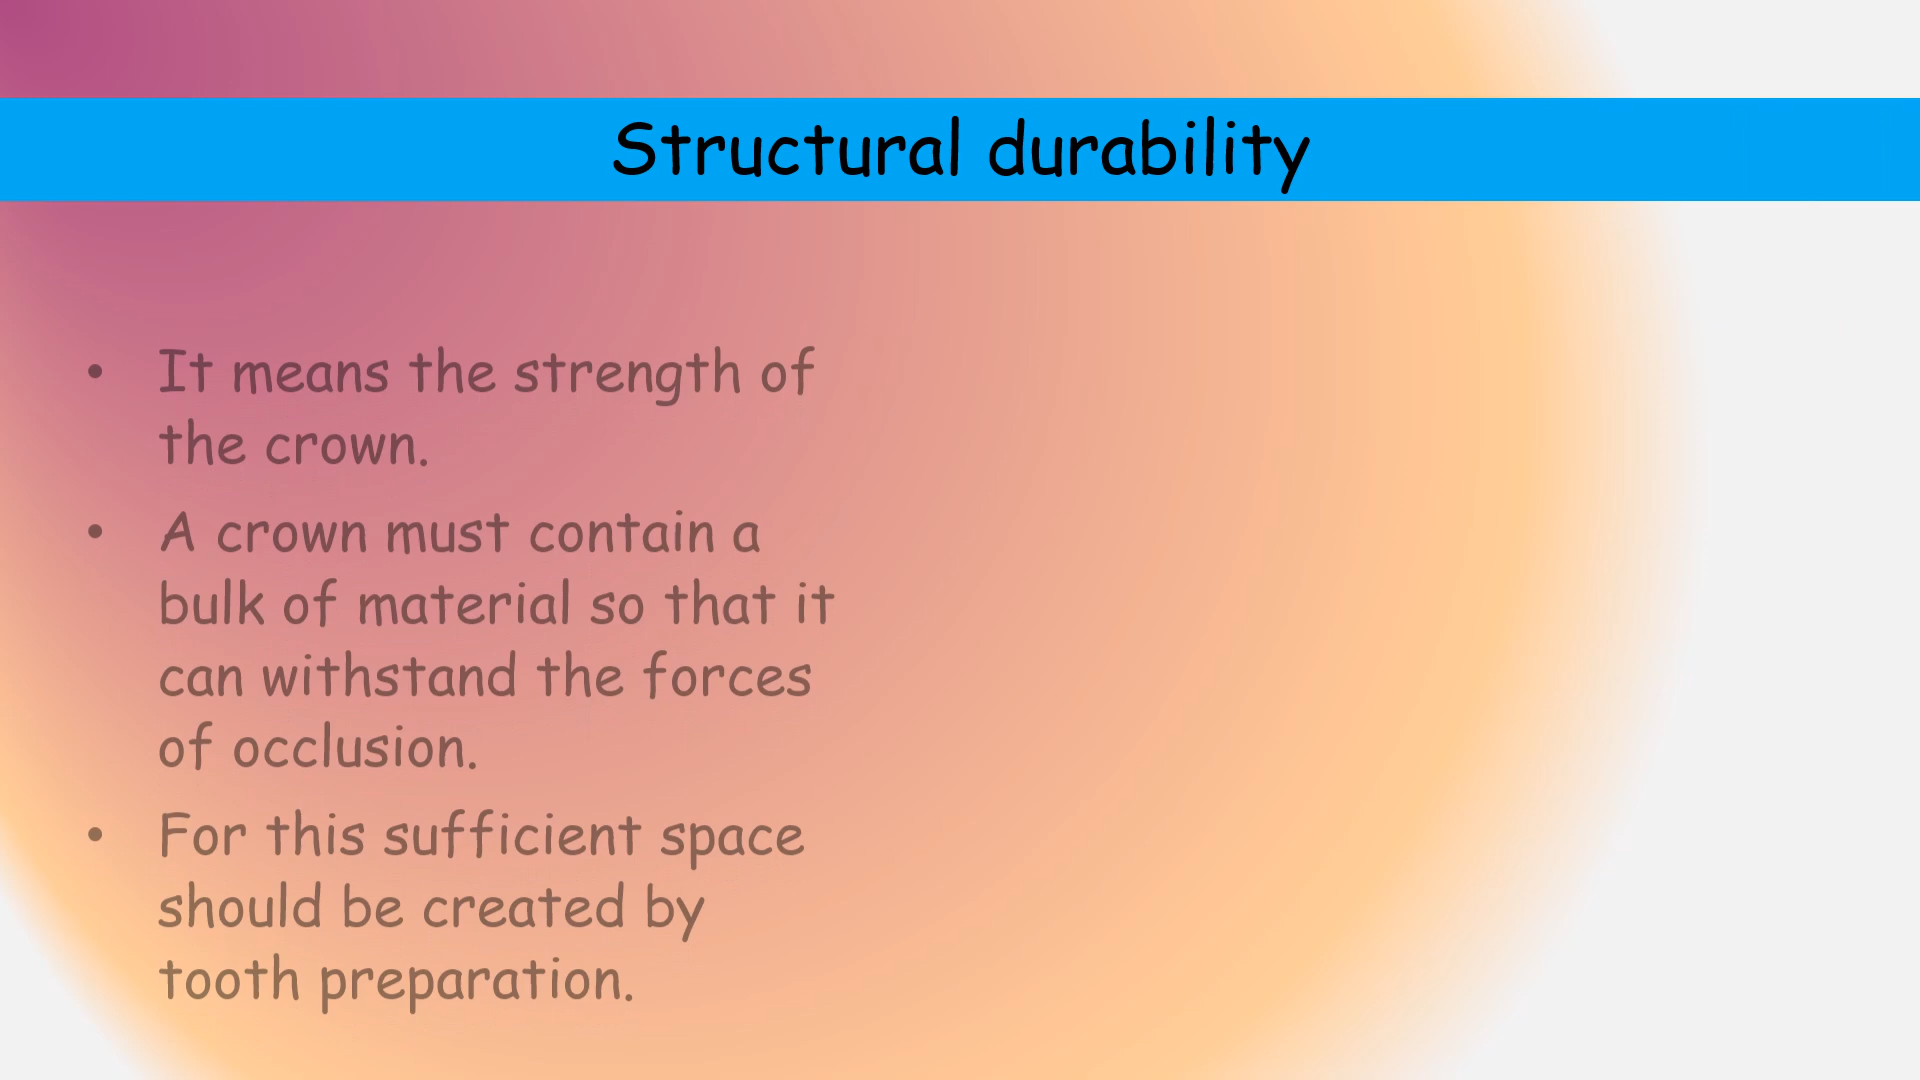 Structural durability
• It means the strength of
the crown.
• A crown must contain a
bulk of material so that it
can withstand the forces
of occlusion.
• For this sufficient space
should be created by
tooth preparation.